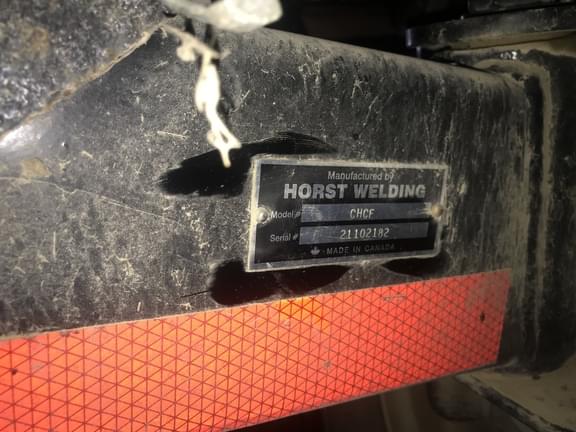 Manufactured by
HORST WELDING
Model # CHCF
Serial # 21102182
MADE IN CANADA